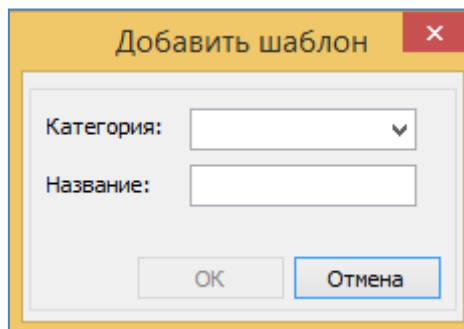 Добавить шаблон
Категория:
Название:
OK Отмена